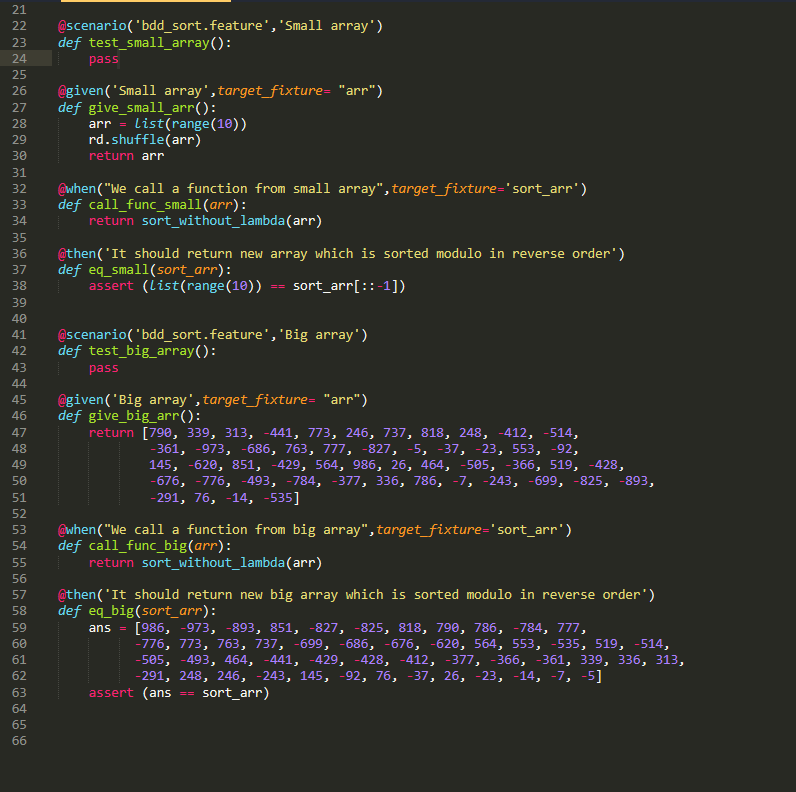 21
22 @scenario('bdd_sort.feature','Small array')
23 def test_small_array():
24     pass
25
26 @given('Small array',target_fixture= "arr")
27 def give_small_arr():
28     arr = list(range(10))
29     rd.shuffle(arr)
30     return arr
31
32 @when("We call a function from small array",target_fixture='sort_arr')
33 def call_func_small(arr):
34     return sort_without_lambda(arr)
35
36 @then('It should return new array which is sorted modulo in reverse order')
37 def eq_small(sort_arr):
38     assert (list(range(10)) == sort_arr[::-1])
39
40
41 @scenario('bdd_sort.feature','Big array')
42 def test_big_array():
43     pass
44
45 @given('Big array',target_fixture= "arr")
46 def give_big_arr():
47     return [790, 339, 313, -441, 773, 246, 737, 818, 248, -412, -514,
48             -361, -973, -686, 763, 777, -827, -5, -37, -23, 553, -92,
49             145, -620, 851, -429, 564, 986, 26, 464, -505, -366, 519, -428,
50             -676, -776, -493, -784, -377, 336, 786, -7, -243, -699, -825, -893,
51             -291, 76, -14, -535]
52
53 @when("We call a function from big array",target_fixture='sort_arr')
54 def call_func_big(arr):
55     return sort_without_lambda(arr)
56
57 @then('It should return new big array which is sorted modulo in reverse order')
58 def eq_big(sort_arr):
59     ans = [986, -973, -893, 851, -827, -825, 818, 790, 786, -784, 777,
60           -776, 773, 763, 737, -699, -686, -676, -620, 564, 553, -535, 519, -514,
61           -505, -493, 464, -441, -429, -428, -412, -377, -366, -361, 339, 336, 313,
62           -291, 248, 246, -243, 145, -92, 76, -37, 26, -23, -14, -7, -5]
63     assert (ans == sort_arr)
64
65
66